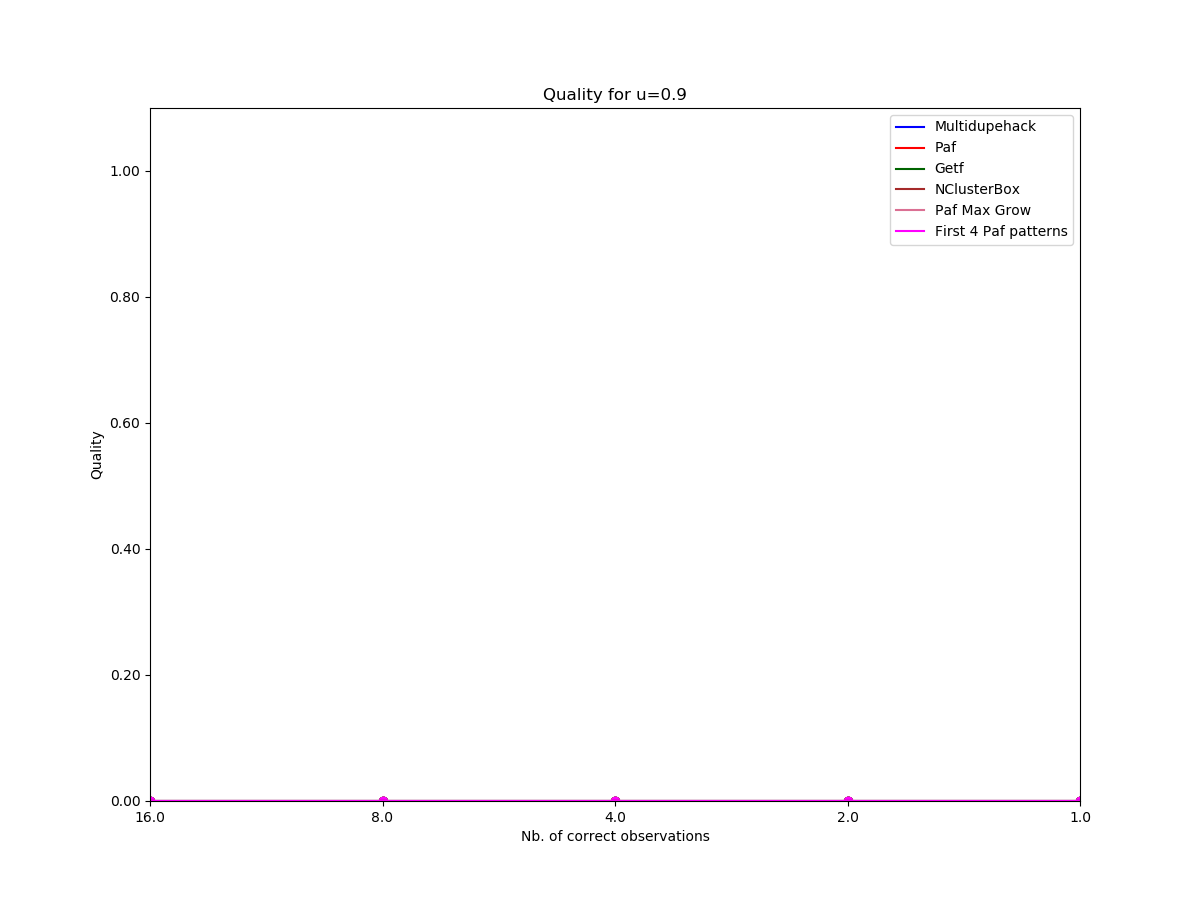 Quality for u=0.9
Multidupehack
Paf
Getf
NClusterBox
Paf Max Grow
First 4 Paf patterns
1.00
0.80
0.60
0.40
0.20
0.00
Quality
16.0
8.0
4.0
2.0
1.0
Nb. of correct observations